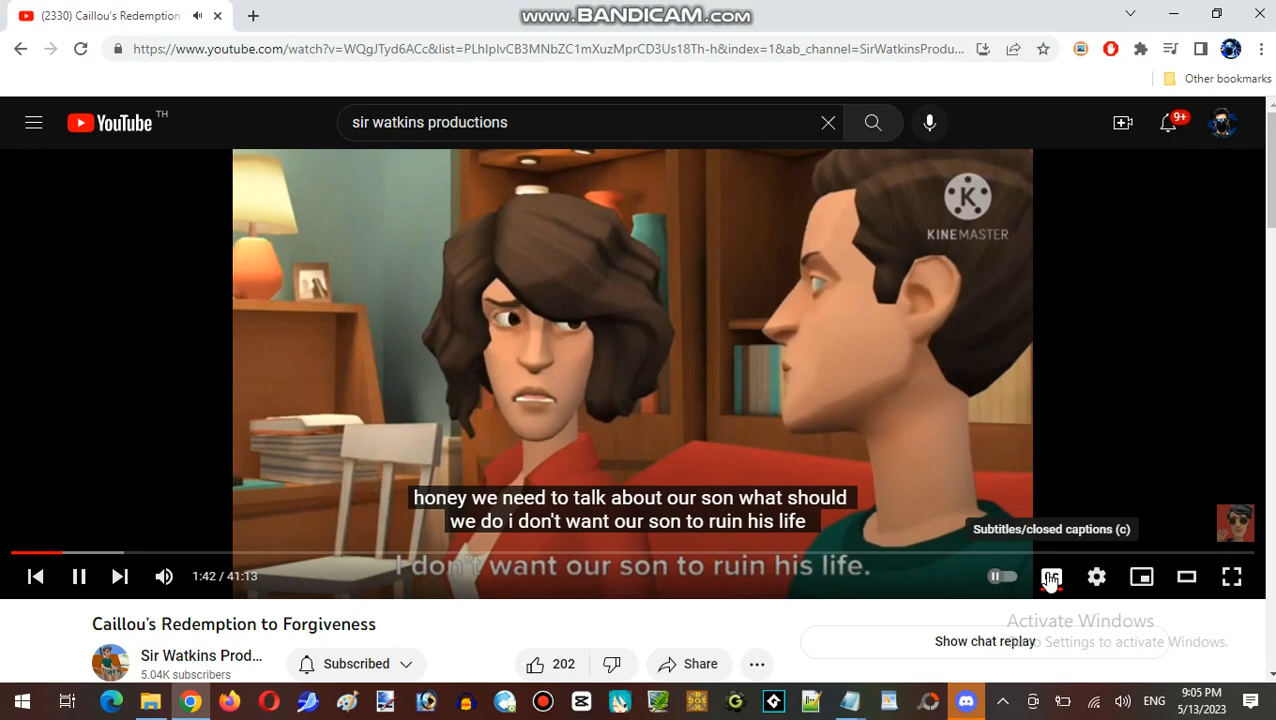 (2330) Caillou's Redemption
www.BANDICAM.com
https://www.youtube.com/watch?v=WQgJTyd6ACc&list=PLhIpIvCB5MNbZC1mXuzMprCD3Us18Th-h&index=1&ab_channel=SirWatkinsProdu...
Other bookmarks
YouTube TH
sir watkins productions
9+
K
KINEMASTER
honey we need to talk about our son what should
we do i don't want our son to ruin his life
Subtitles/closed captions (c)
I don't want our son to ruin his life.
1:42 / 41:13
Caillou's Redemption to Forgiveness
Activate Windows
Show chat replay
Go to Settings to activate Windows.
Sir Watkins Prod...
5.04K subscribers
Subscribed
202
Share
ENG
9:05 PM
5/13/2023